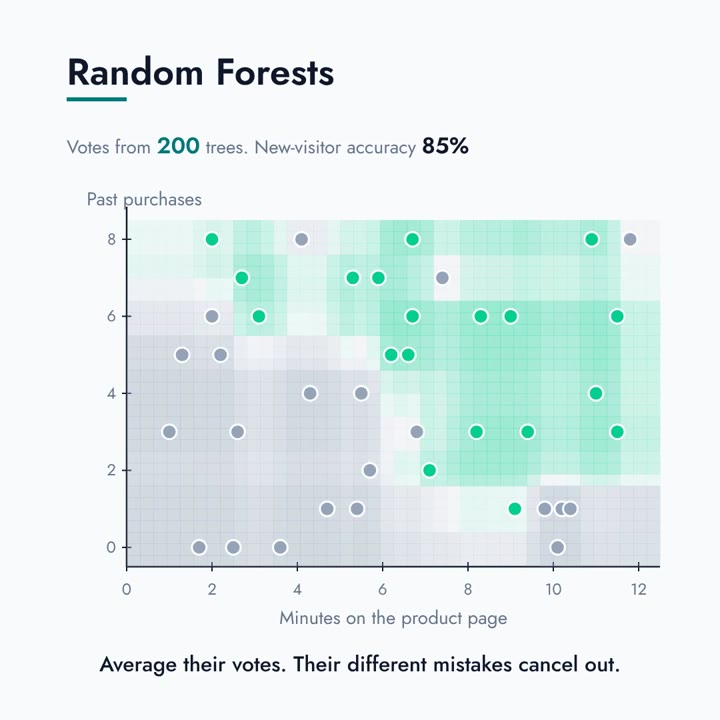 Random Forests
Votes from 200 trees. New-visitor accuracy 85%
Past purchases
8
6
4
2
0
0 2 4 6 8 10 12
Minutes on the product page
Average their votes. Their different mistakes cancel out.